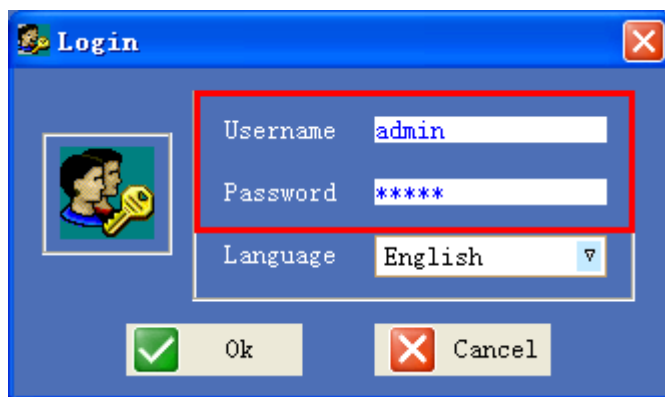 Login
Username admin
Password *****
Language English
Ok Cancel